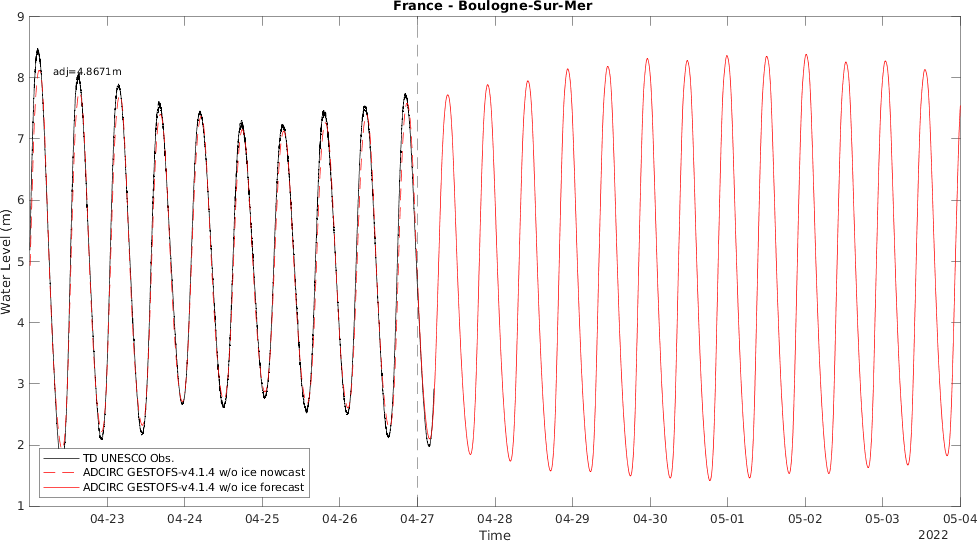 France - Boulogne-Sur-Mer
9
8
7
6
5
4
3
2
1
Water Level (m)
adj=4.8671m
TD UNESCO Obs.
ADCIRC GESTOFS-v4.1.4 w/o ice nowcast
ADCIRC GESTOFS-v4.1.4 w/o ice forecast
04-23 04-24 04-25 04-26 04-27 04-28 04-29 04-30 05-01 05-02 05-03 05-04
Time
2022